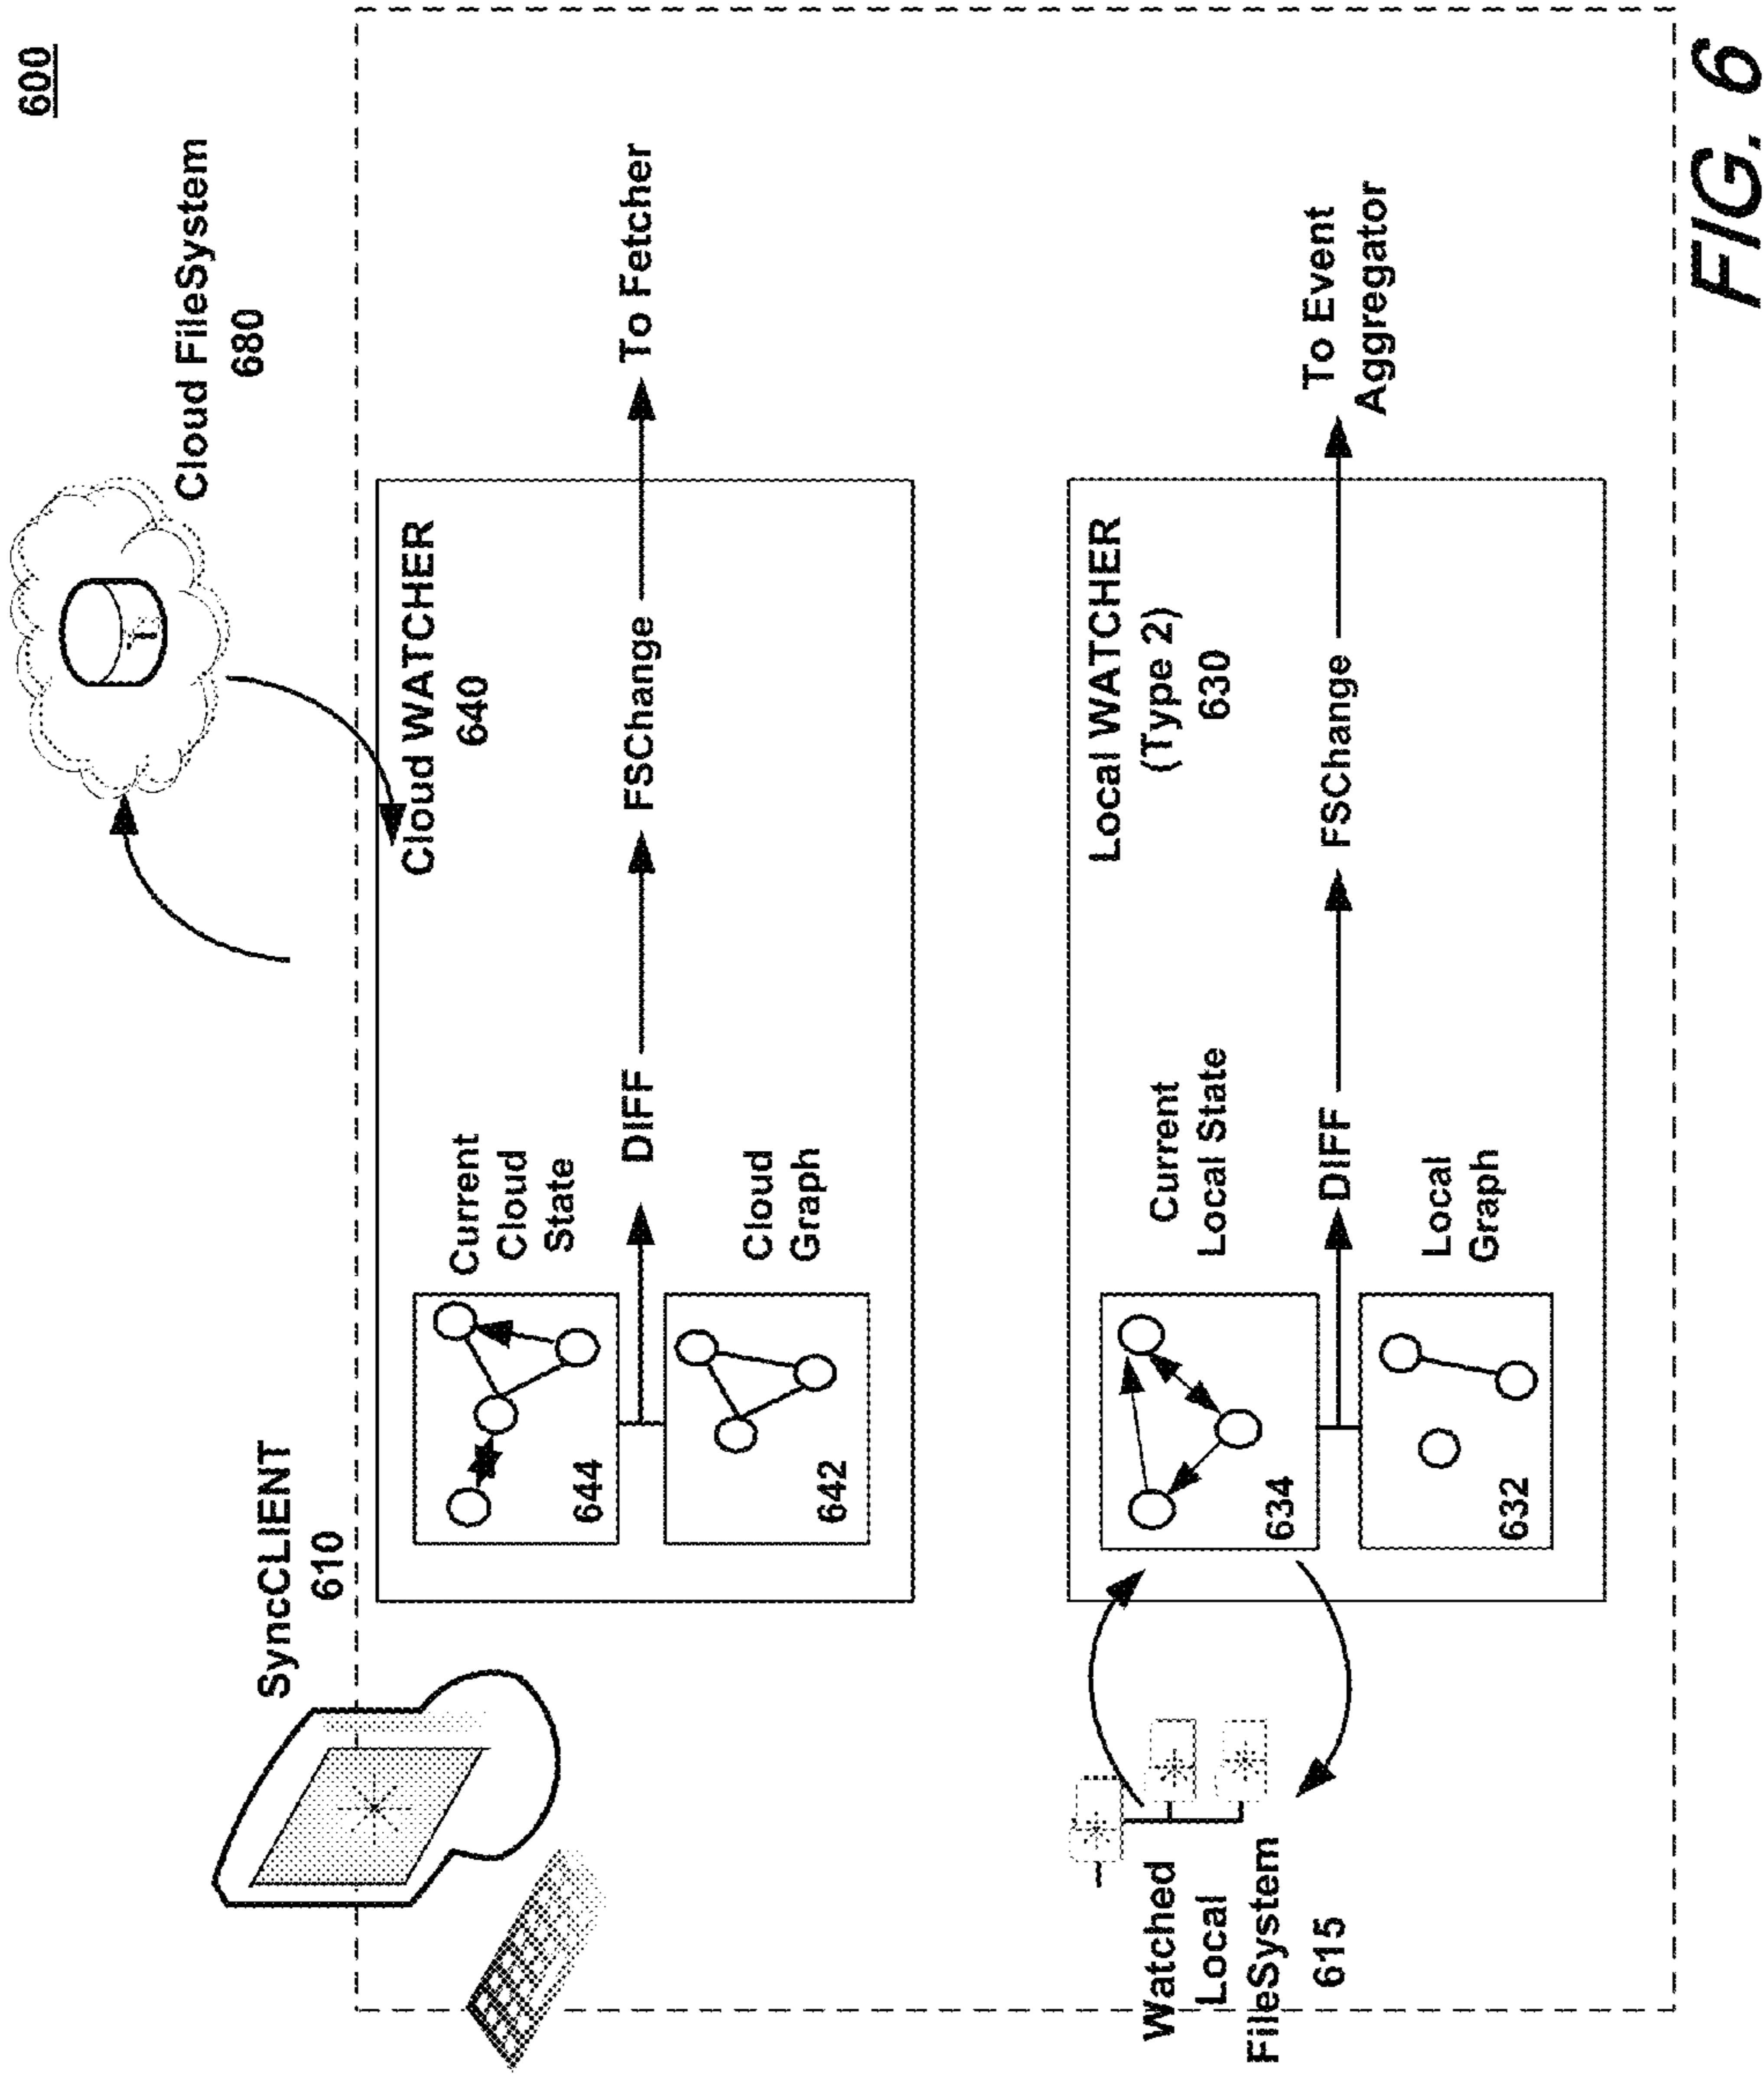 600
Cloud FileSystem
680
SyncCLIENT
610
Cloud WATCHER
640
Current
Cloud
State
644
DIFF
FSChange
To Fetcher
Cloud
Graph
642
Local WATCHER
(Type 2)
630
Current
Local State
634
DIFF
FSChange
To Event
Aggregator
Local
Graph
632
Watched
Local
FileSystem
615
FIG. 6